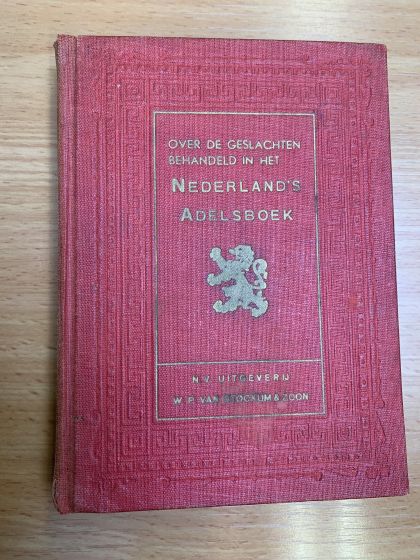 OVER DE GESLACHTEN
BEHANDELD IN HET
NEDERLAND'S
ADELSBOEK
N.V. UITGEVERIJ
W. P. VAN STOCKUM & ZOON